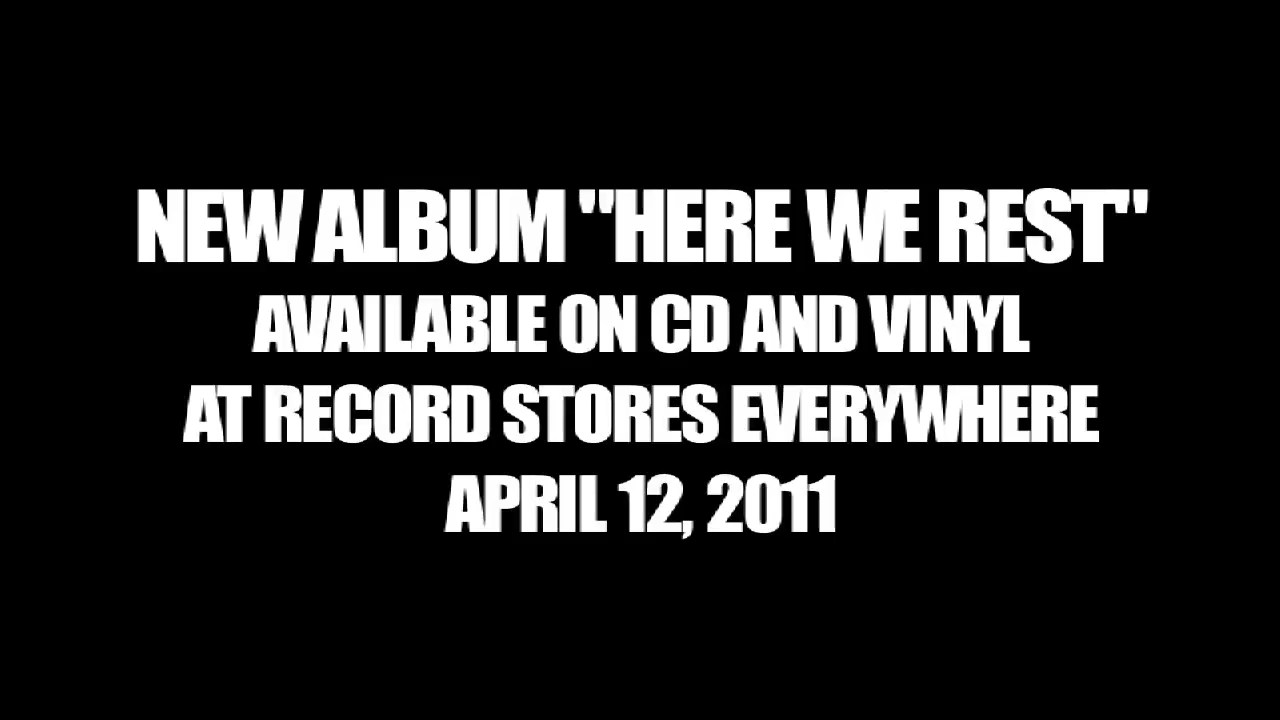 NEW ALBUM "HERE WE REST"
AVAILABLE ON CD AND VINYL
AT RECORD STORES EVERYWHERE
APRIL 12, 2011